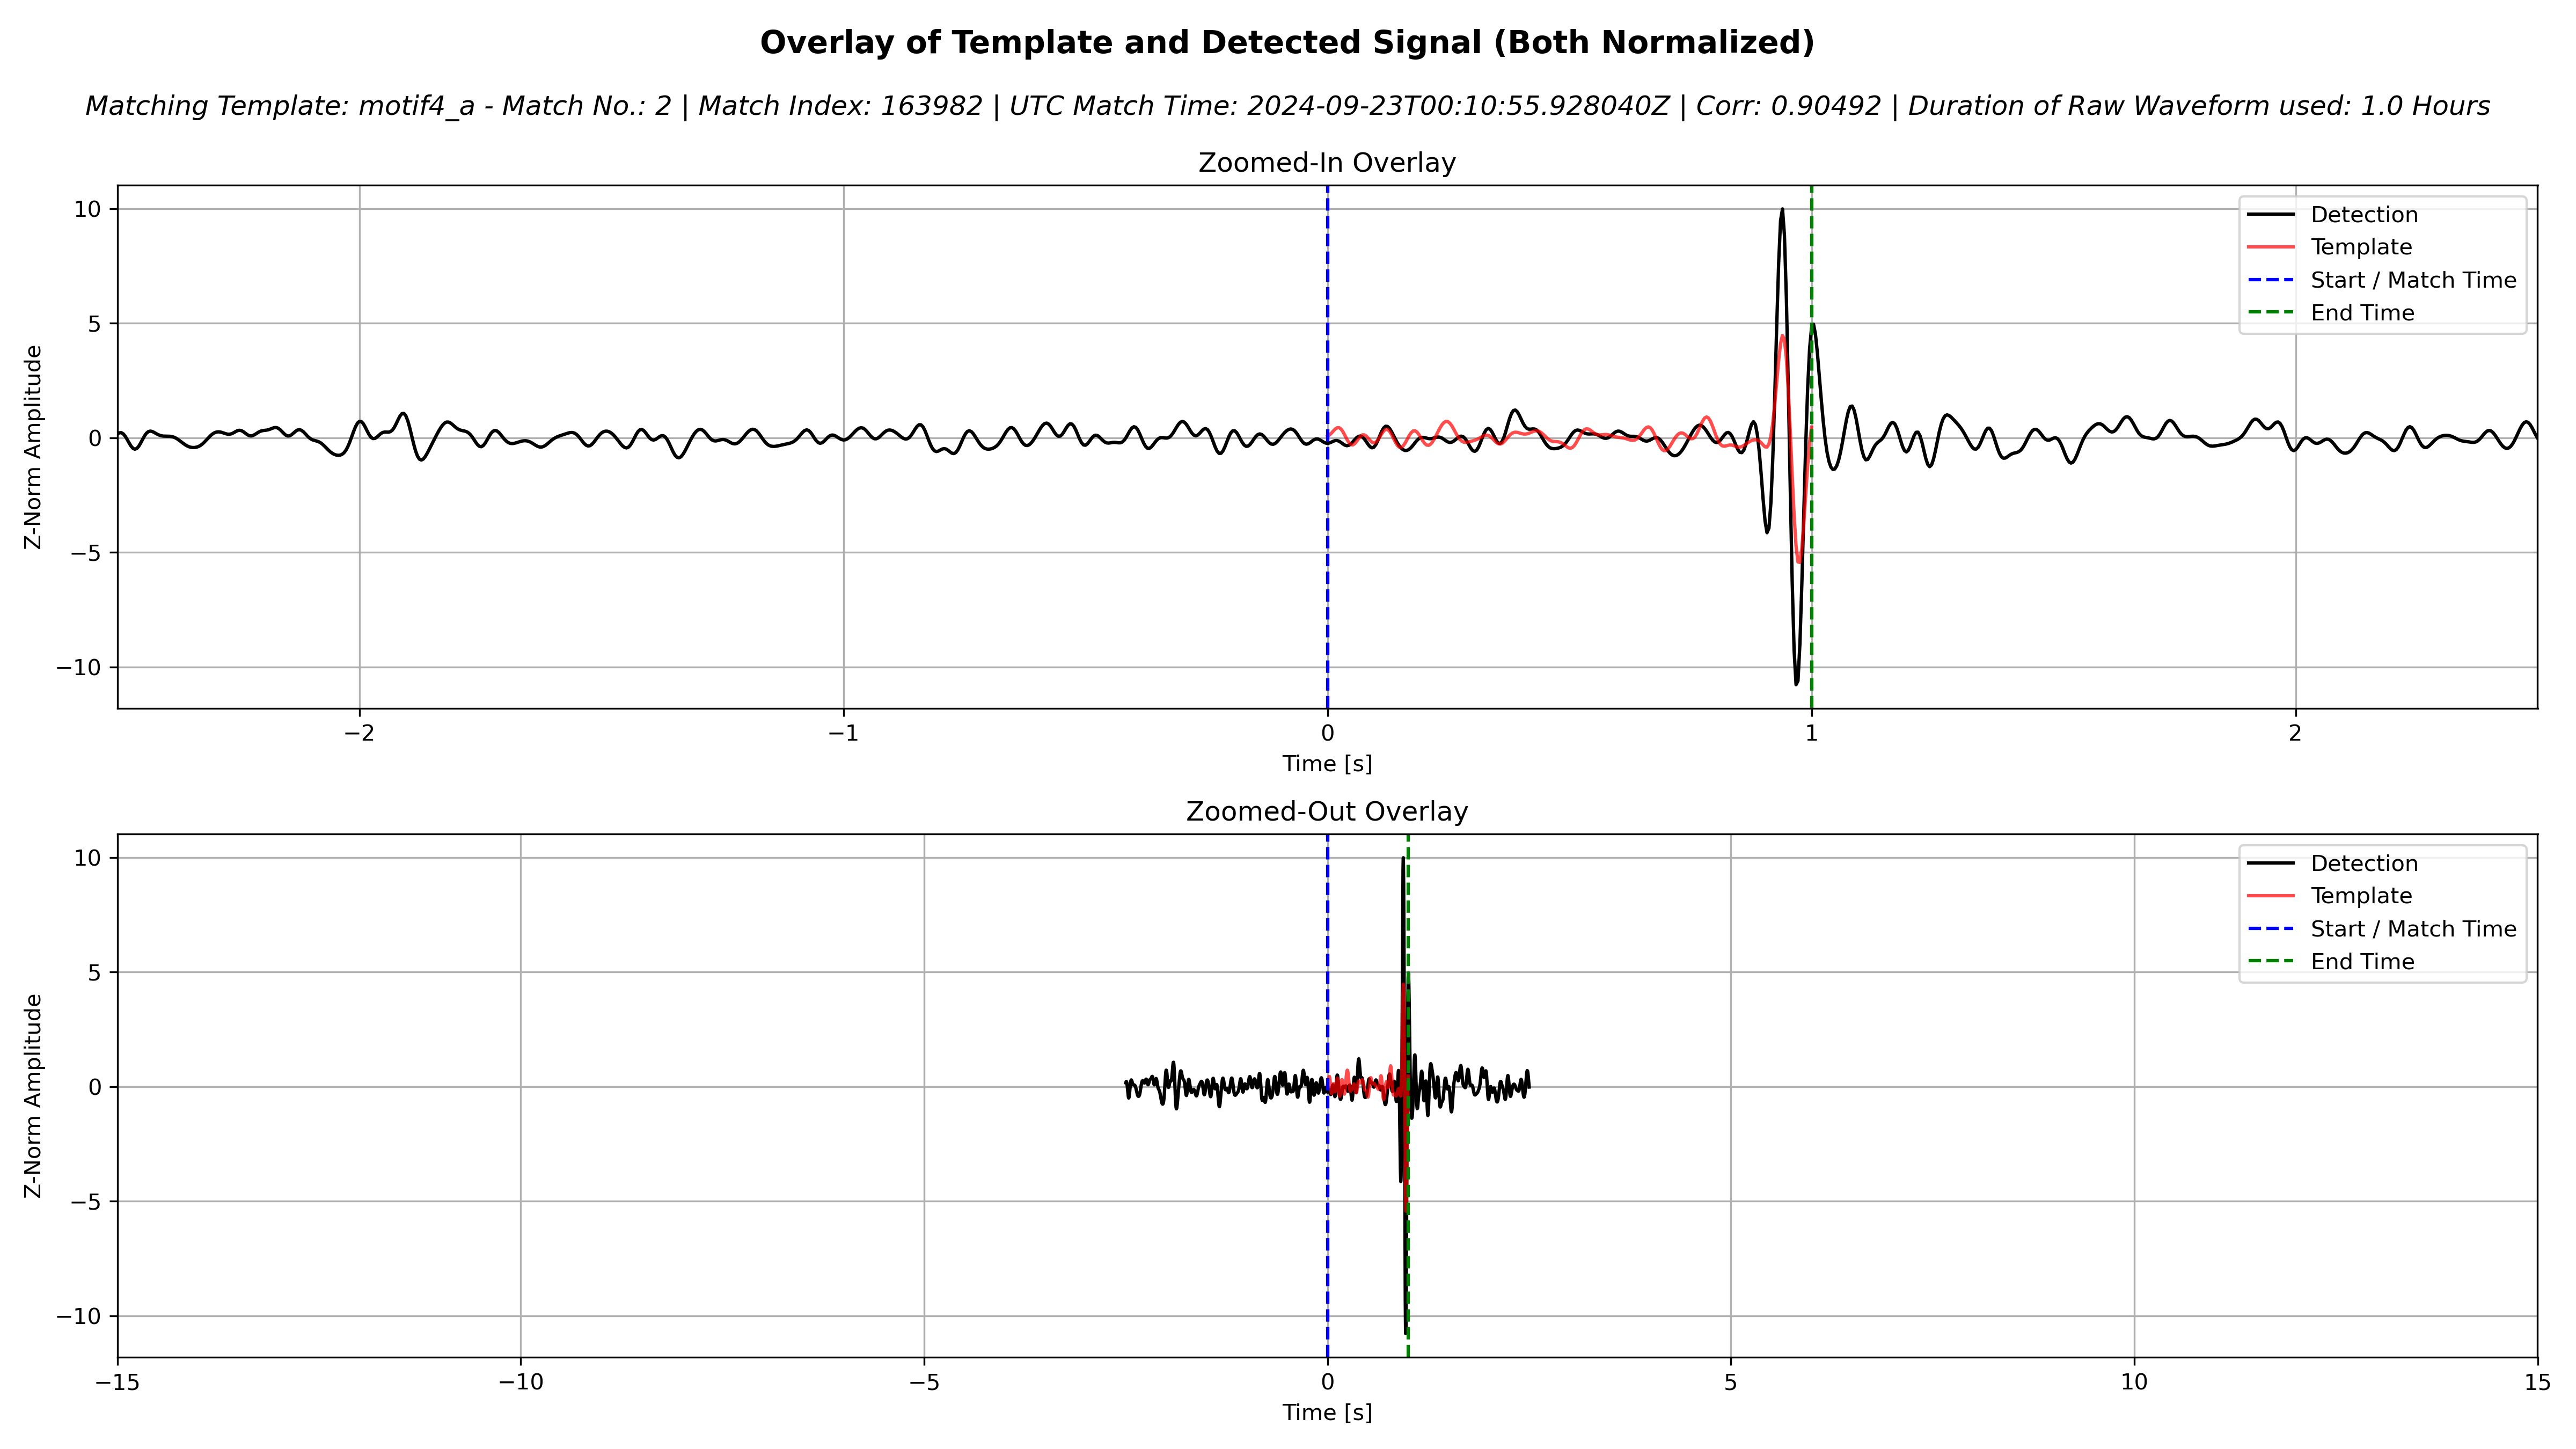 Overlay of Template and Detected Signal (Both Normalized)
Matching Template: motif4_a - Match No.: 2 | Match Index: 163982 | UTC Match Time: 2024-09-23T00:10:55.928040Z | Corr: 0.90492 | Duration of Raw Waveform used: 1.0 Hours
Zoomed-In Overlay
Z-Norm Amplitude
10
5
0
−5
−10
Detection
Template
Start / Match Time
End Time
−2
−1
0
1
2
Time [s]
Zoomed-Out Overlay
Z-Norm Amplitude
10
5
0
−5
−10
Detection
Template
Start / Match Time
End Time
−15
−10
−5
0
5
10
15
Time [s]